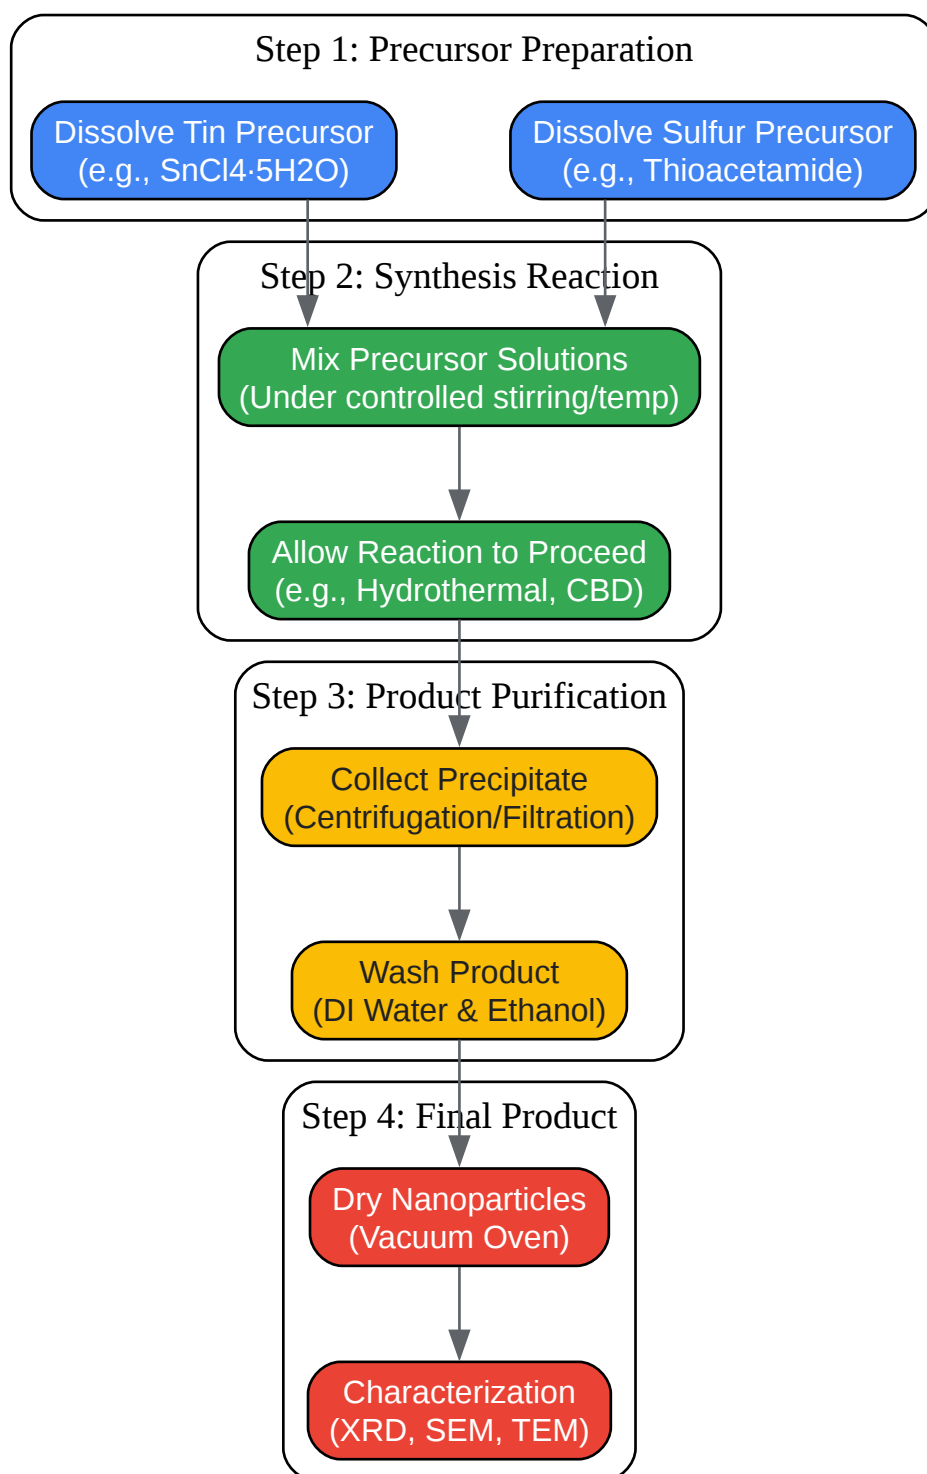 Step 1: Precursor Preparation
Dissolve Tin Precursor
(e.g., SnCl4·5H2O)
Dissolve Sulfur Precursor
(e.g., Thioacetamide)
Step 2: Synthesis Reaction
Mix Precursor Solutions
(Under controlled stirring/temp)
Allow Reaction to Proceed
(e.g., Hydrothermal, CBD)
Step 3: Product Purification
Collect Precipitate
(Centrifugation/Filtration)
Wash Product
(DI Water & Ethanol)
Step 4: Final Product
Dry Nanoparticles
(Vacuum Oven)
Characterization
(XRD, SEM, TEM)